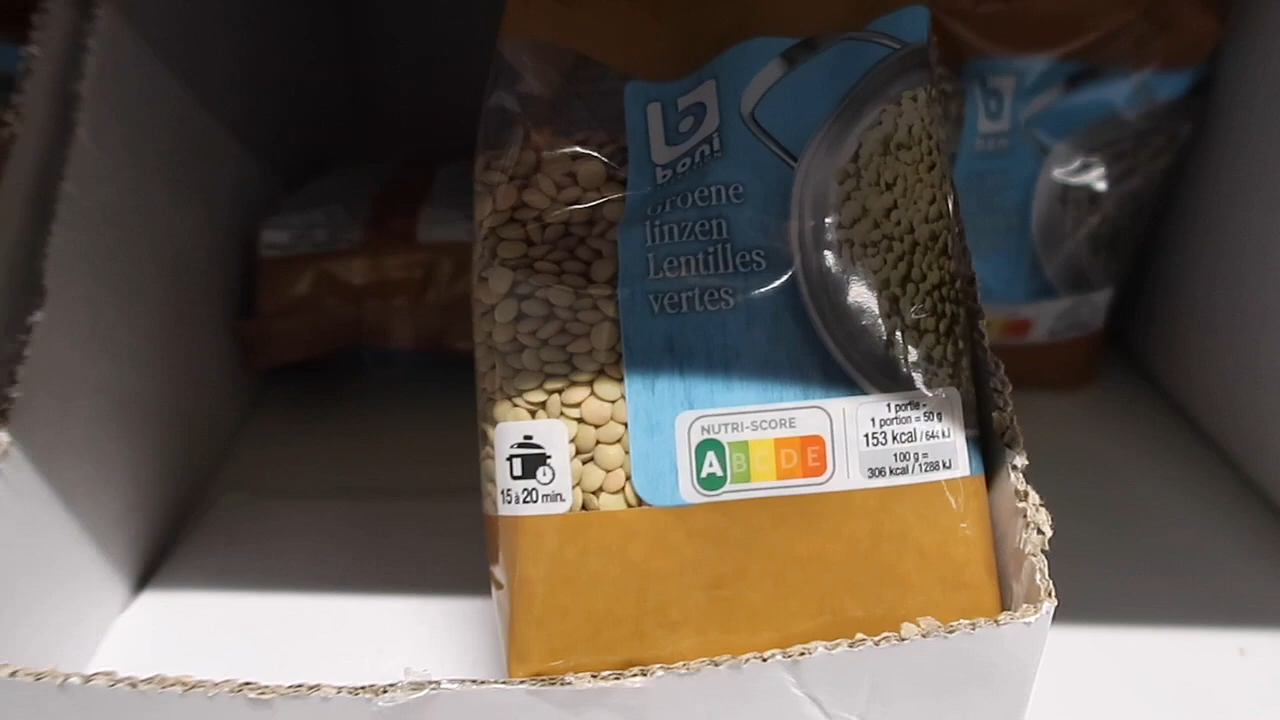 boni
Groene
linzen
Lentilles
vertes
NUTRI-SCORE
A B C D E
1 portie =
1 portion = 50 g
153 kcal / 644 kJ
100 g =
306 kcal / 1288 kJ
15 à 20 min.